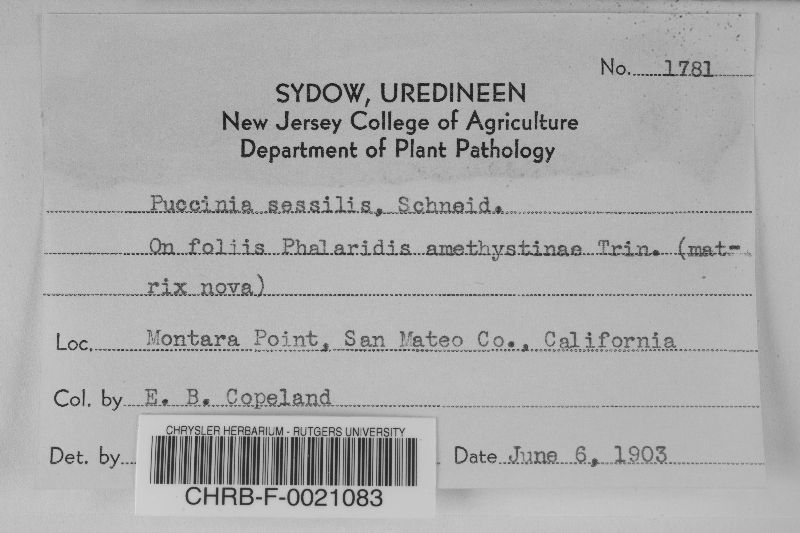 No. 1781
SYDOW, UREDINEEN
New Jersey College of Agriculture
Department of Plant Pathology
Puccinia sessilis, Schneid.
On foliis Phalaridis amethystinae Trin. (mat-
rix nova)
Loc. Montara Point, San Mateo Co., California
Col. by E. B. Copeland
Det. by
Date June 6, 1903
CHRYSLER HERBARIUM - RUTGERS UNIVERSITY
CHRB-F-0021083